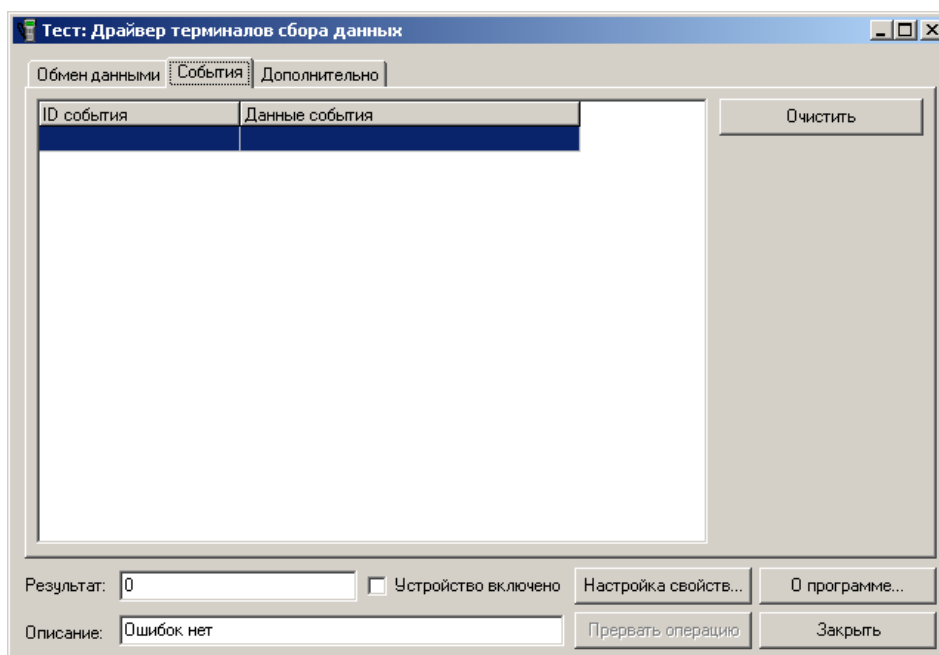 Тест: Драйвер терминалов сбора данных
Обмен данными События Дополнительно
ID события Данные события Очистить
Результат: 0 Устройство включено Настройка свойств... О программе...
Описание: Ошибок нет Прервать операцию Закрыть